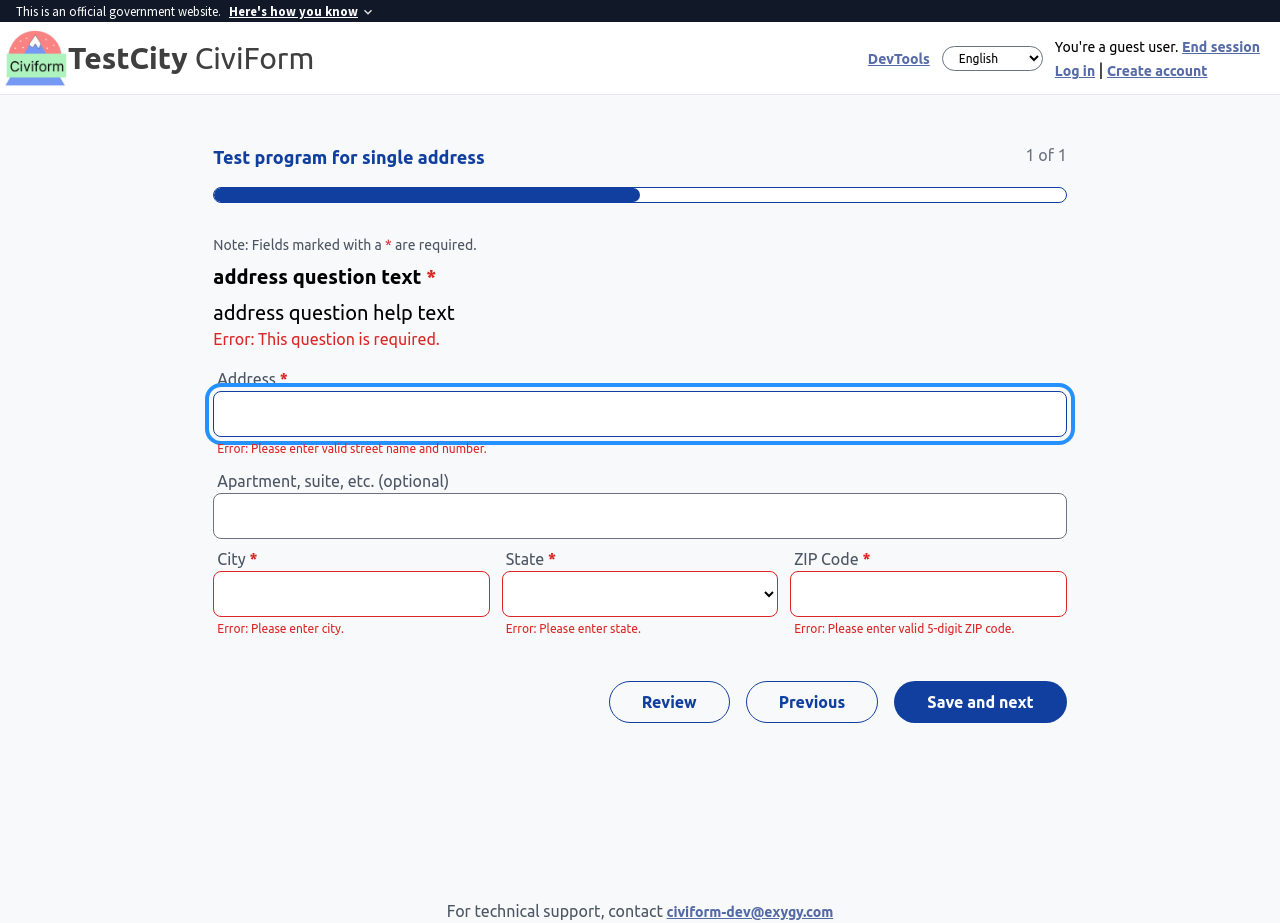 This is an official government website. Here's how you know
Civiform
TestCity CiviForm
DevTools
English
You're a guest user. End session
Log in | Create account
Test program for single address
1 of 1
Note: Fields marked with a * are required.
address question text *
address question help text
Error: This question is required.
Address *
Error: Please enter valid street name and number.
Apartment, suite, etc. (optional)
City *
State *
ZIP Code *
Error: Please enter city.
Error: Please enter state.
Error: Please enter valid 5-digit ZIP code.
Review
Previous
Save and next
For technical support, contact civiform-dev@exygy.com